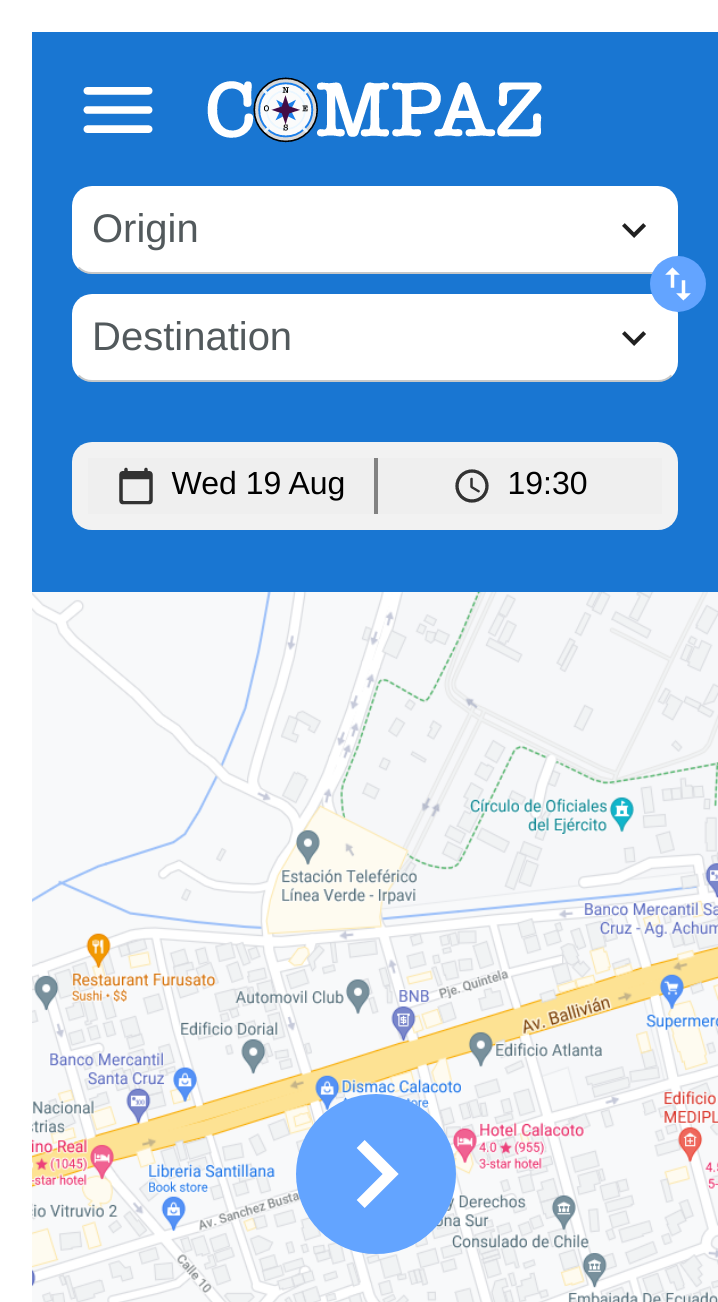 COMPAZ
N
O E
S
Origin
Destination
Wed 19 Aug
19:30
Círculo de Oficiales
del Ejército
Estación Teleférico
Línea Verde - Irpavi
Banco Mercantil Sa
Cruz - Ag. Achum
Restaurant Furusato
Sushi • $$
Automovil Club
BNB
Pje. Quintela
Av. Ballivián
Edificio Dorial
Supermerc
Edificio Atlanta
Banco Mercantil
Santa Cruz
Dismac Calacoto
ore
Nacional
strias
Edificio
MEDIPL
ino Real
★ (1045)
-star hotel
Hotel Calacoto
4.0 ★ (955)
3-star hotel
4.
5-
Libreria Santillana
Book store
io Vitruvio 2
Av. Sanchez Busta
y Derechos
ona Sur
Consulado de Chile
Calle 10
Embajada De Ecuado